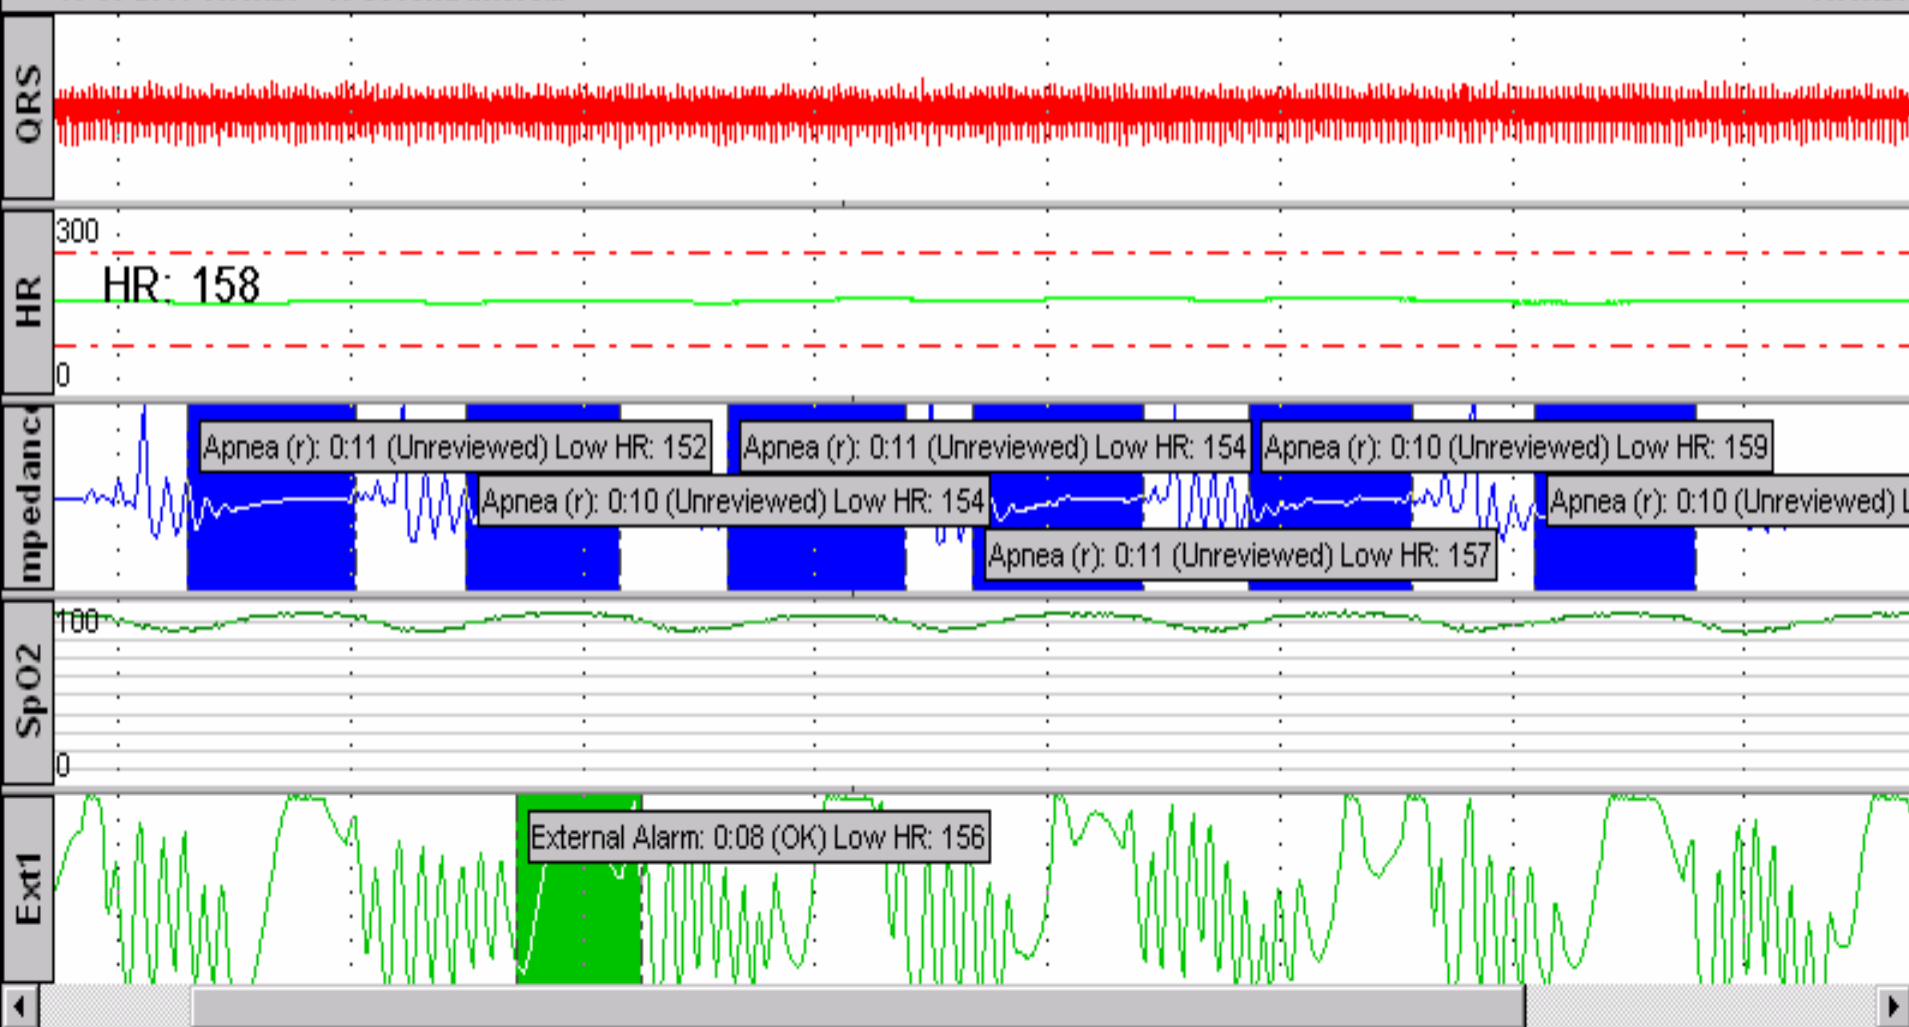 QRS
HR
300
HR: 158
0
mpedance
Apnea (r): 0:11 (Unreviewed) Low HR: 152
Apnea (r): 0:11 (Unreviewed) Low HR: 154
Apnea (r): 0:10 (Unreviewed) Low HR: 159
Apnea (r): 0:10 (Unreviewed) Low HR: 154
Apnea (r): 0:10 (Unreviewed) L
Apnea (r): 0:11 (Unreviewed) Low HR: 157
SpO2
100
0
Ext1
External Alarm: 0:08 (OK) Low HR: 156